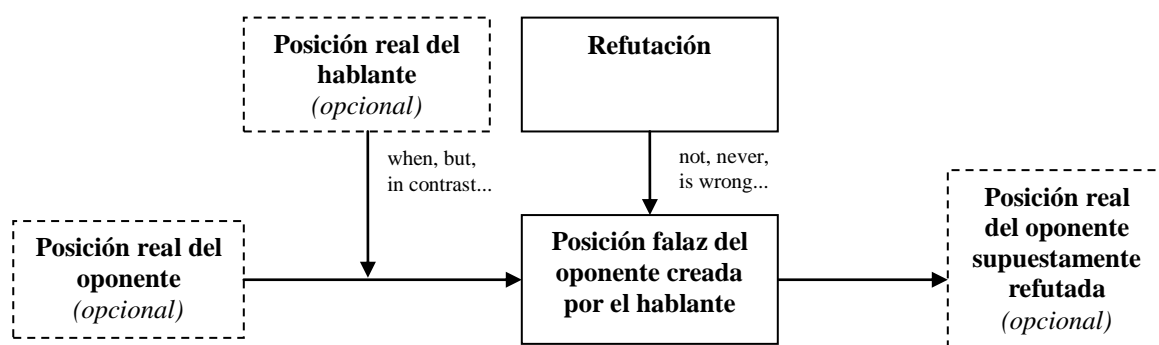 Posición real del
hablante
(opcional)
Refutación
when, but,
in contrast...
not, never,
is wrong...
Posición real del
oponente
(opcional)
Posición falaz del
oponente creada
por el hablante
Posición real
del oponente
supuestamente
refutada
(opcional)